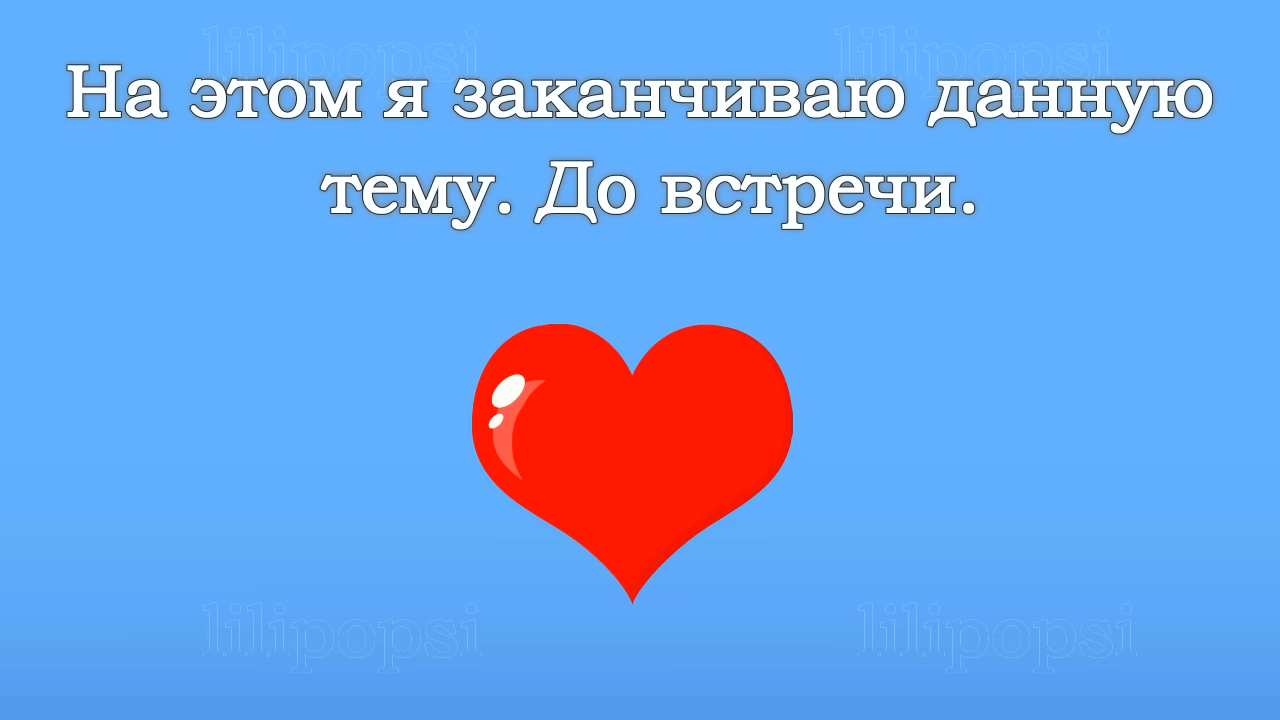 lilipopsi lilipopsi
На этом я заканчиваю данную
тему. До встречи.
lilipopsi lilipopsi